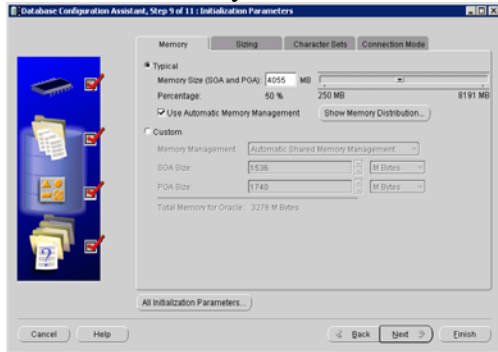 Database Configuration Assistant, Step 9 of 11 : Initialization Parameters
Memory Sizing Character Sets Connection Mode
Typical
Memory Size (SGA and PGA): 4055 MB
Percentage: 50 % 250 MB 8191 MB
Use Automatic Memory Management Show Memory Distribution...
Custom
Memory Management Automatic Shared Memory Management
SGA Size: 1536 M Bytes
PGA Size: 1740 M Bytes
Total Memory for Oracle: 3276 M Bytes
All Initialization Parameters...
Cancel Help Back Next Finish